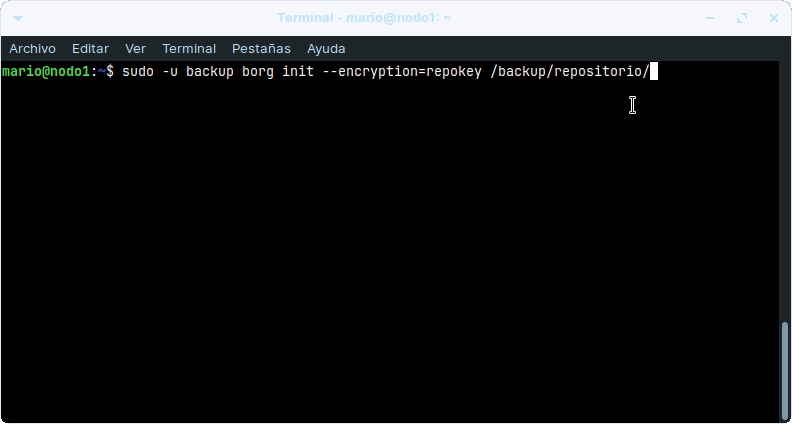 Terminal - mario@nodo1: ~
Archivo Editar Ver Terminal Pestañas Ayuda
mario@nodo1:~$ sudo -u backup borg init --encryption=repokey /backup/repositorio/